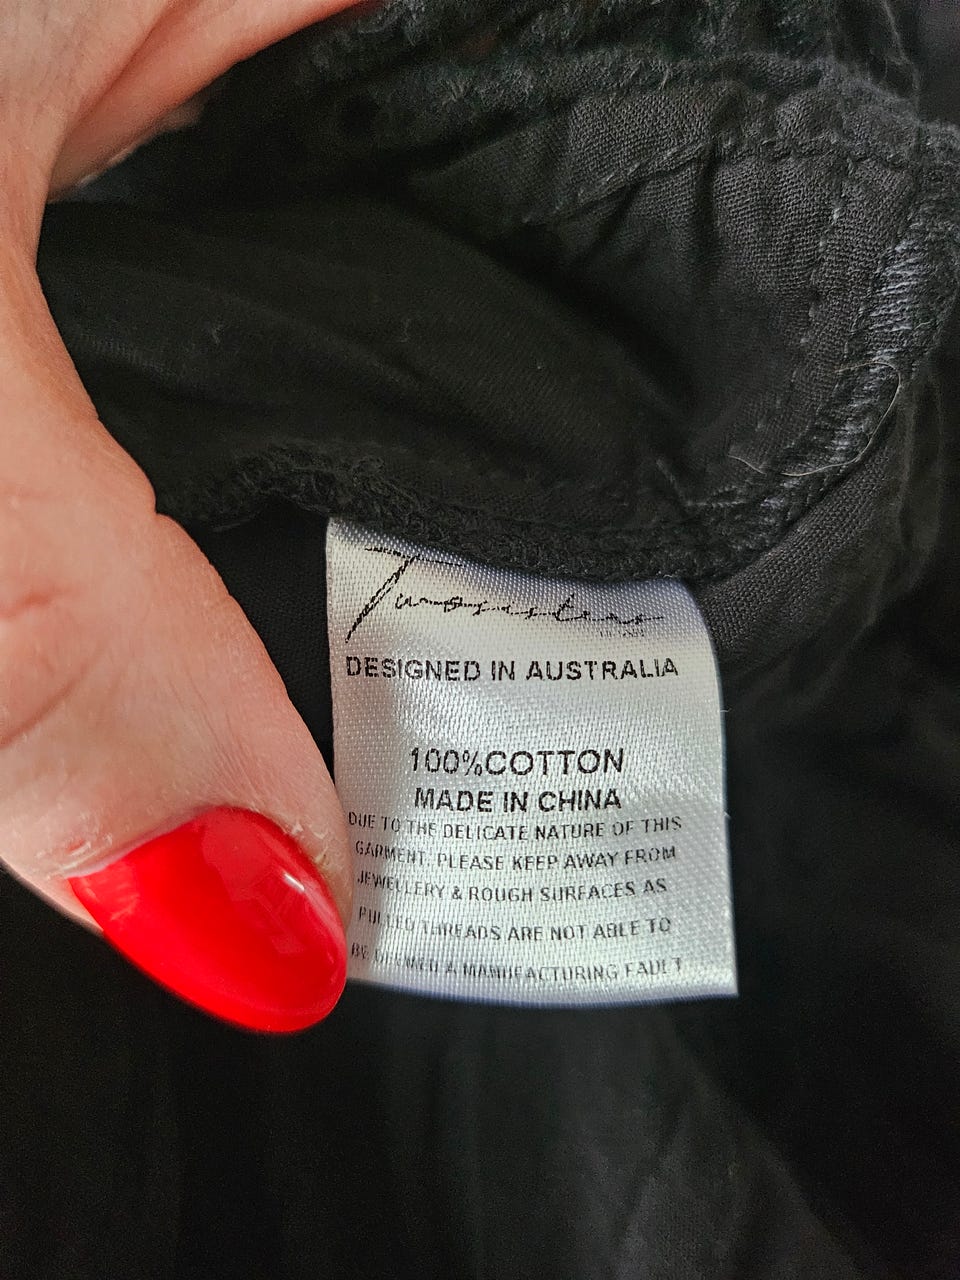 Twosisters
DESIGNED IN AUSTRALIA
100%COTTON
MADE IN CHINA
DUE TO THE DELICATE NATURE OF THIS
GARMENT, PLEASE KEEP AWAY FROM
JEWELLERY & ROUGH SURFACES AS
PULLED THREADS ARE NOT ABLE TO
BE DEEMED A MANUFACTURING FAULT